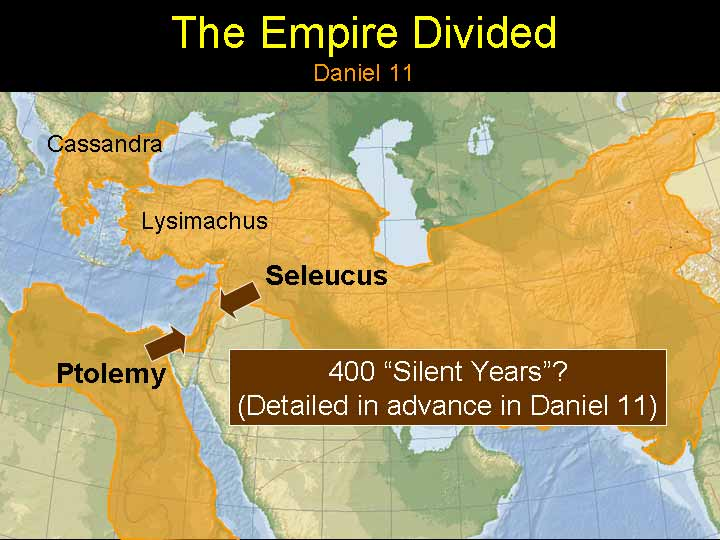 The Empire Divided
Daniel 11
Cassandra
Lysimachus
Seleucus
Ptolemy
400 “Silent Years”?
(Detailed in advance in Daniel 11)